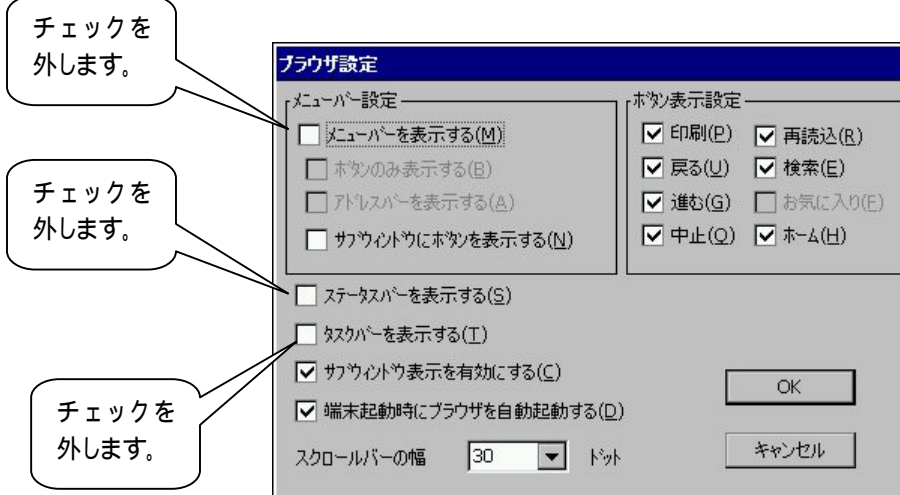 チェックを
外します。
ブラウザ設定
メニューバー設定
メニューバーを表示する(M)
ボタンのみ表示する(B)
アドレスバーを表示する(A)
サブウィンドウにボタンを表示する(N)
ボタン表示設定
印刷(P) 再読込(R)
戻る(U) 検索(E)
進む(G) お気に入り(F)
中止(Q) ホーム(H)
チェックを
外します。
ステータスバーを表示する(S)
タスクバーを表示する(T)
サブウィンドウ表示を有効にする(C)
端末起動時にブラウザを自動起動する(D)
スクロールバーの幅 30 ドット
OK
キャンセル
チェックを
外します。